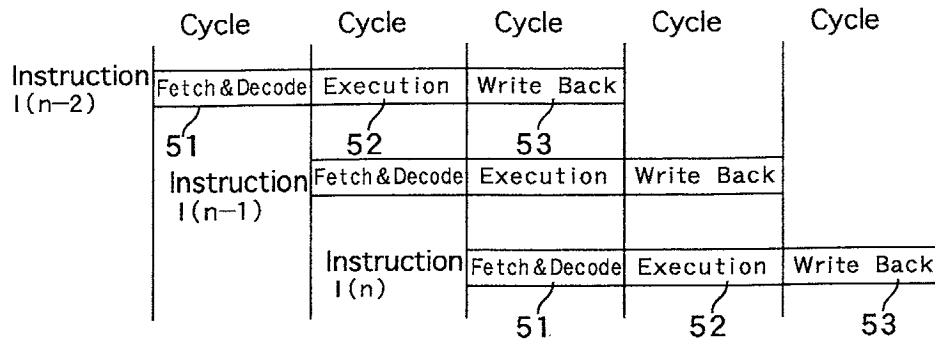 Cycle Cycle Cycle Cycle Cycle
Instruction Fetch&Decode Execution Write Back
I(n-2)
51 52 53
Instruction Fetch&Decode Execution Write Back
I(n-1)
Instruction Fetch&Decode Execution Write Back
I(n)
51 52 53